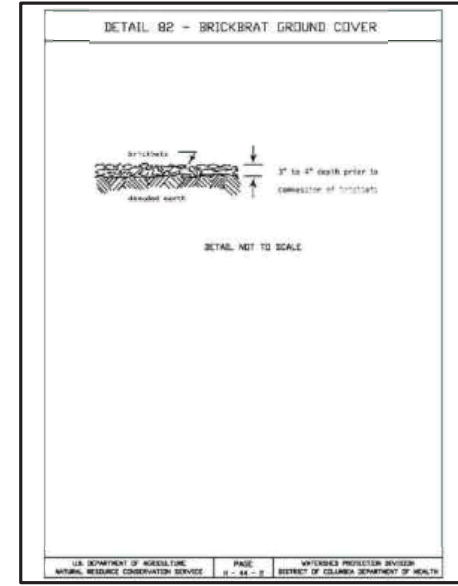 DETAIL 82 - BRICKBRAT GROUND COVER
brickbats
3" to 4" depth prior to
compression of brickbats
denuded earth
DETAIL NOT TO SCALE
U.S. DEPARTMENT OF AGRICULTURE
NATURAL RESOURCE CONSERVATION SERVICE
PAGE
WATERSHED PROTECTION DIVISION
DISTRICT OF COLUMBIA DEPARTMENT OF HEALTH